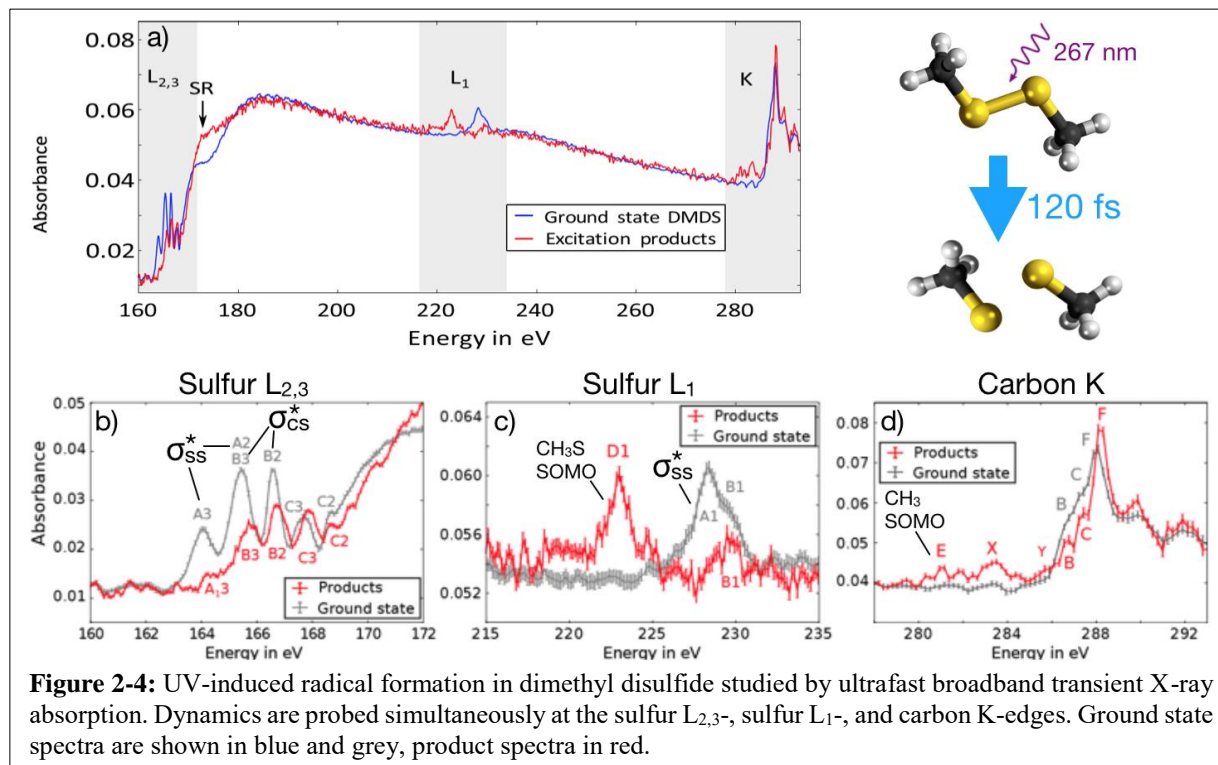 a)
L2,3
SR
L1
K
0.08
0.06
0.04
0.02
Absorbance
Ground state DMDS
Excitation products
160 180 200 220 240 260 280
Energy in eV
267 nm
120 fs
Sulfur L2,3
b)
0.05
0.04
0.03
0.02
0.01
Absorbance
σ*SS
σ*CS
A3
A2
B3
B2
C3
C2
A,3
B3
B2
C3
C2
Products
Ground state
160 162 164 166 168 170 172
Energy in eV
Sulfur L1
c)
0.064
0.060
0.056
0.052
CH3S
SOMO
D1
σ*SS
A1
B1
B1
Products
Ground state
215 220 225 230 235
Energy in eV
Carbon K
d)
0.08
0.07
0.06
0.05
0.04
Products
Ground state
CH3
SOMO
E
X
Y
B
C
F
B
C
F
280 284 288 292
Energy in eV
Figure 2-4: UV-induced radical formation in dimethyl disulfide studied by ultrafast broadband transient X-ray
absorption. Dynamics are probed simultaneously at the sulfur L2,3-, sulfur L1-, and carbon K-edges. Ground state
spectra are shown in blue and grey, product spectra in red.